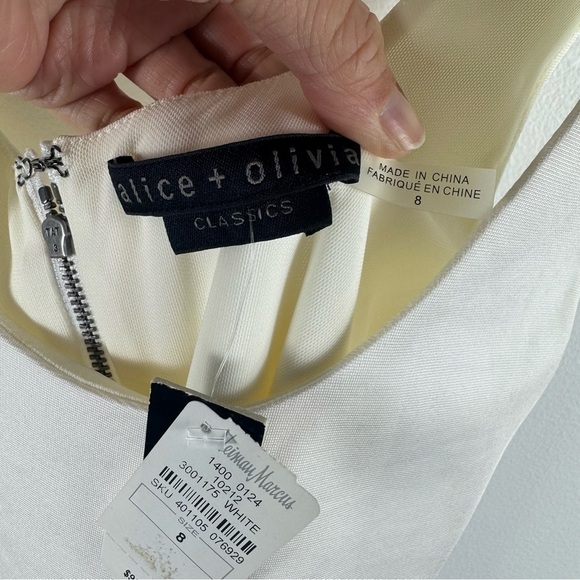 alice + olivia
CLASSICS
MADE IN CHINA
FABRIQUÉ EN CHINE
8
Neiman Marcus
1400 0124
10212
3001175 WHITE
SKU 401105 076929
SIZE
8